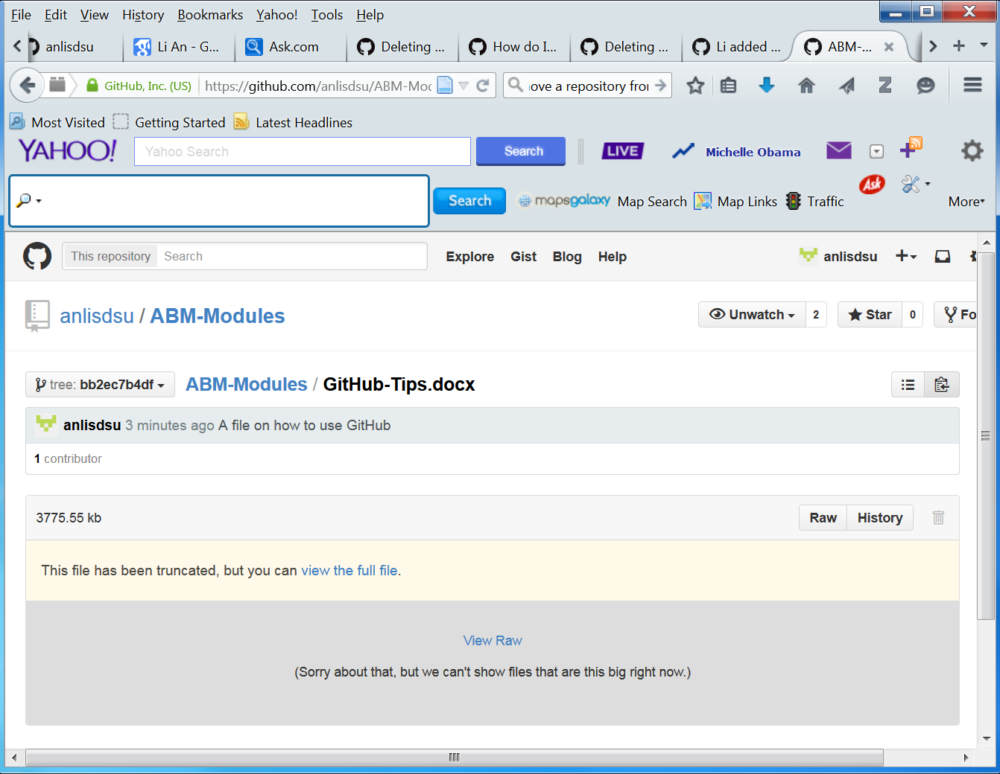 File Edit View History Bookmarks Yahoo! Tools Help
anlisdsu Li An - G... Ask.com Deleting ... How do I... Deleting ... Li added ... ABM-...
GitHub, Inc. (US) https://github.com/anlisdsu/ABM-Mod ove a repository fror
Most Visited Getting Started Latest Headlines
YAHOO! Yahoo Search Search LIVE Michelle Obama
Search mapsgalaxy Map Search Map Links Traffic Ask More
This repository Search Explore Gist Blog Help anlisdsu
anlisdsu / ABM-Modules Unwatch 2 Star 0 Fo
tree: bb2ec7b4df ABM-Modules / GitHub-Tips.docx
anlisdsu 3 minutes ago A file on how to use GitHub
1 contributor
3775.55 kb Raw History
This file has been truncated, but you can view the full file.
View Raw
(Sorry about that, but we can't show files that are this big right now.)